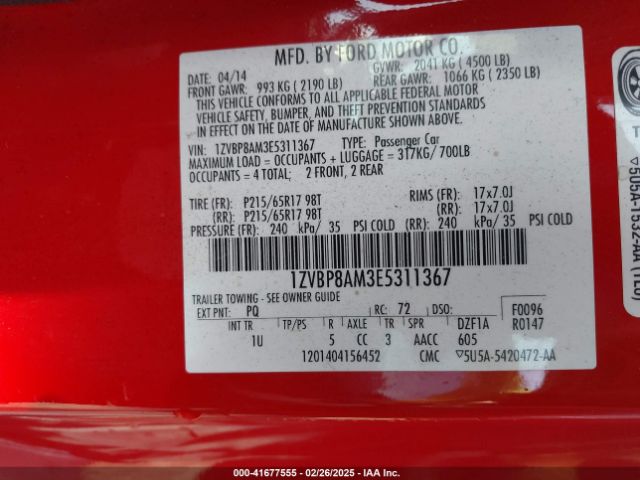 MFD. BY FORD MOTOR CO.
DATE: 04/14 GVWR: 2041 KG ( 4500 LB)
FRONT GAWR: 993 KG ( 2190 LB) REAR GAWR: 1066 KG ( 2350 LB)
THIS VEHICLE CONFORMS TO ALL APPLICABLE FEDERAL MOTOR
VEHICLE SAFETY, BUMPER, AND THEFT PREVENTION STANDARDS
IN EFFECT ON THE DATE OF MANUFACTURE SHOWN ABOVE.
VIN: 1ZVBP8AM3E5311367 TYPE: Passenger Car
MAXIMUM LOAD = OCCUPANTS + LUGGAGE = 317KG/ 700LB
OCCUPANTS = 4 TOTAL; 2 FRONT, 2 REAR
TIRE (FR): P215/65R17 98T RIMS (FR): 17x7.0J
(RR): P215/65R17 98T (RR): 17x7.0J
PRESSURE (FR): 240 kPa/ 35 PSI COLD (RR): 240 kPa/ 35 PSI COLD
1ZVBP8AM3E5311367
TRAILER TOWING - SEE OWNER GUIDE
EXT PNT: PQ RC: 72 DSO: F0096
INT TR TP/PS R AXLE TR SPR DZF1A R0147
1U 5 CC 3 AACC 605
1201404156452 CMC ▽5U5A-5420472-AA
000-41677555 - 02/26/2025 - IAA Inc.